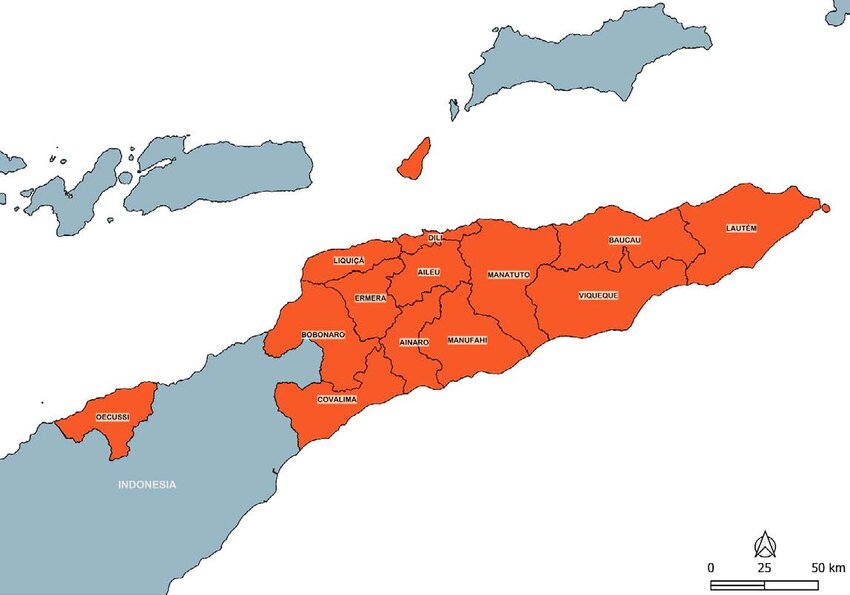 LAUTÉM
DILI
BAUCAU
LIQUIÇÁ
AILEU
MANATUTO
ERMERA
VIQUEQUE
BOBONARO
AINARO
MANUFAHI
COVALIMA
OECUSSI
INDONESIA
0 25 50 km